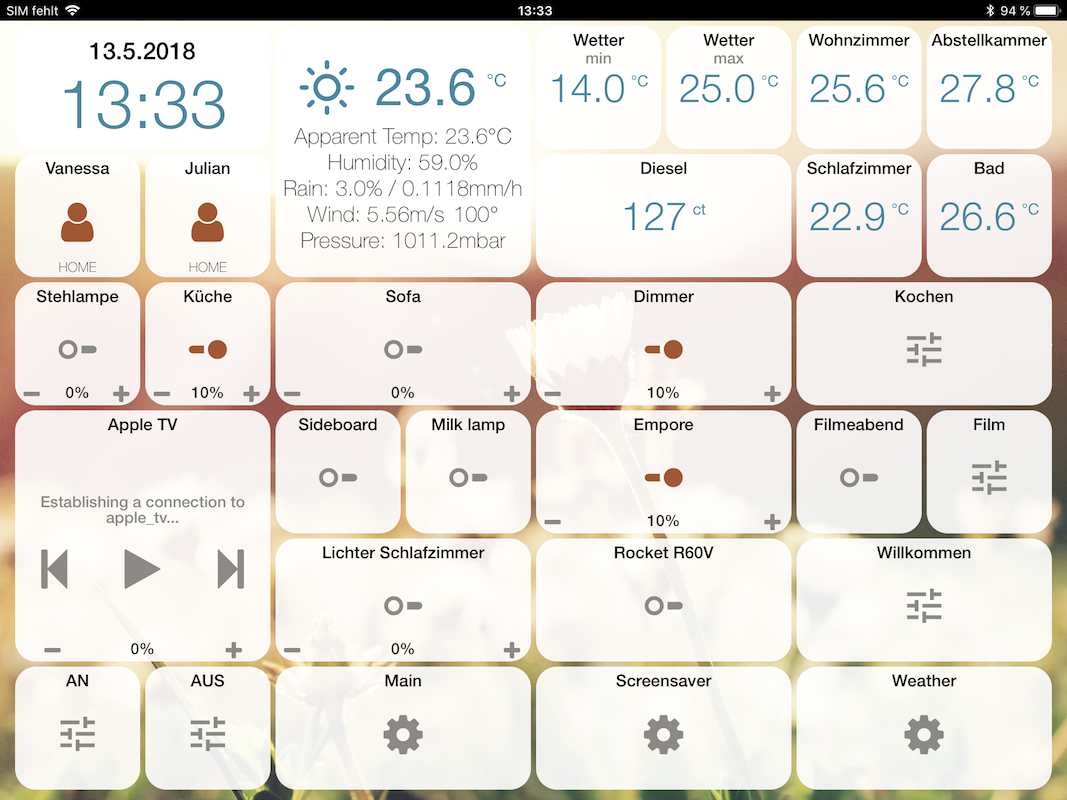 SIM fehlt
13:33
94 %
13.5.2018
13:33
23.6 °C
Apparent Temp: 23.6°C
Humidity: 59.0%
Rain: 3.0% / 0.1118mm/h
Wind: 5.56m/s 100°
Pressure: 1011.2mbar
Wetter
min
14.0 °C
Wetter
max
25.0 °C
Wohnzimmer
25.6 °C
Abstellkammer
27.8 °C
Vanessa
HOME
Julian
HOME
Diesel
127 ct
Schlafzimmer
22.9 °C
Bad
26.6 °C
Stehlampe
− 0% +
Küche
− 10% +
Sofa
− 0% +
Dimmer
− 10% +
Kochen
Apple TV
Establishing a connection to
apple_tv...
− 0% +
Sideboard
Milk lamp
Empore
− 10% +
Filmeabend
Film
Lichter Schlafzimmer
− 0% +
Rocket R60V
Willkommen
AN
AUS
Main
Screensaver
Weather